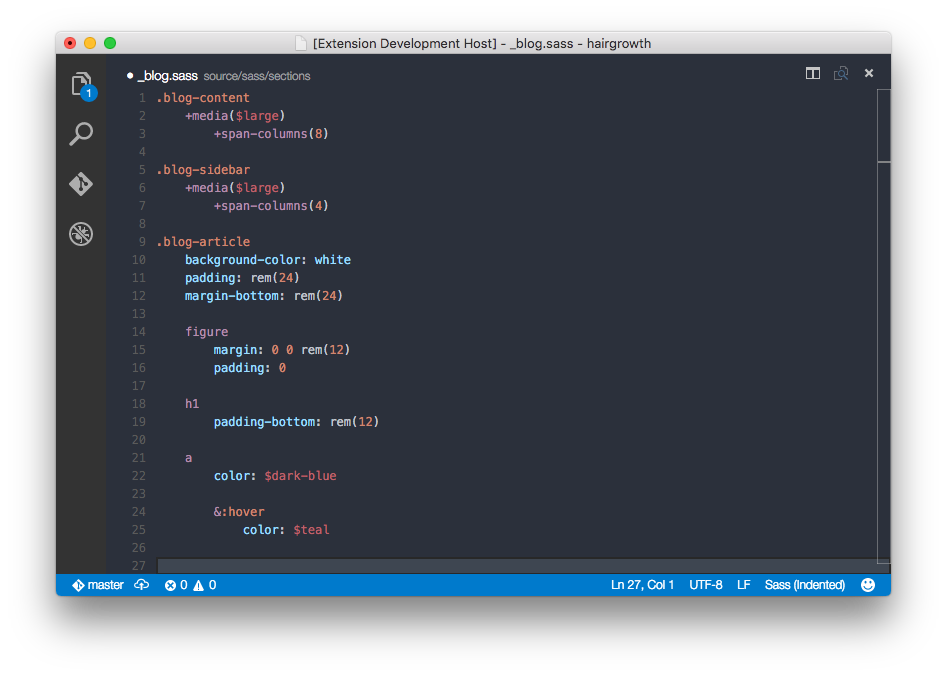 [Extension Development Host] - _blog.sass - hairgrowth
● _blog.sass source/sass/sections
1
1 .blog-content
2     +media($large)
3         +span-columns(8)
4
5 .blog-sidebar
6     +media($large)
7         +span-columns(4)
8
9 .blog-article
10     background-color: white
11     padding: rem(24)
12     margin-bottom: rem(24)
13
14     figure
15         margin: 0 0 rem(12)
16         padding: 0
17
18     h1
19         padding-bottom: rem(12)
20
21     a
22         color: $dark-blue
23
24         &:hover
25             color: $teal
26
27
master 0 0 Ln 27, Col 1 UTF-8 LF Sass (Indented)